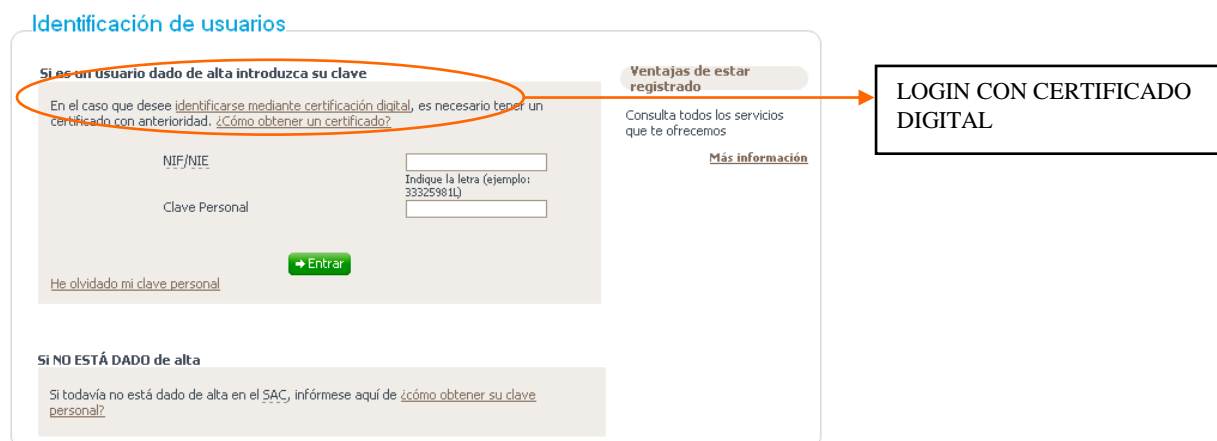 Identificación de usuarios
Si es un usuario dado de alta introduzca su clave
En el caso que desee identificarse mediante certificación digital, es necesario tener un
certificado con anterioridad. ¿Cómo obtener un certificado?
NIF/NIE
Indique la letra (ejemplo:
33325981L)
Clave Personal
Entrar
He olvidado mi clave personal
Ventajas de estar
registrado
Consulta todos los servicios
que te ofrecemos
Más información
LOGIN CON CERTIFICADO
DIGITAL
Si NO ESTÁ DADO de alta
Si todavía no está dado de alta en el SAC, infórmese aquí de ¿cómo obtener su clave
personal?